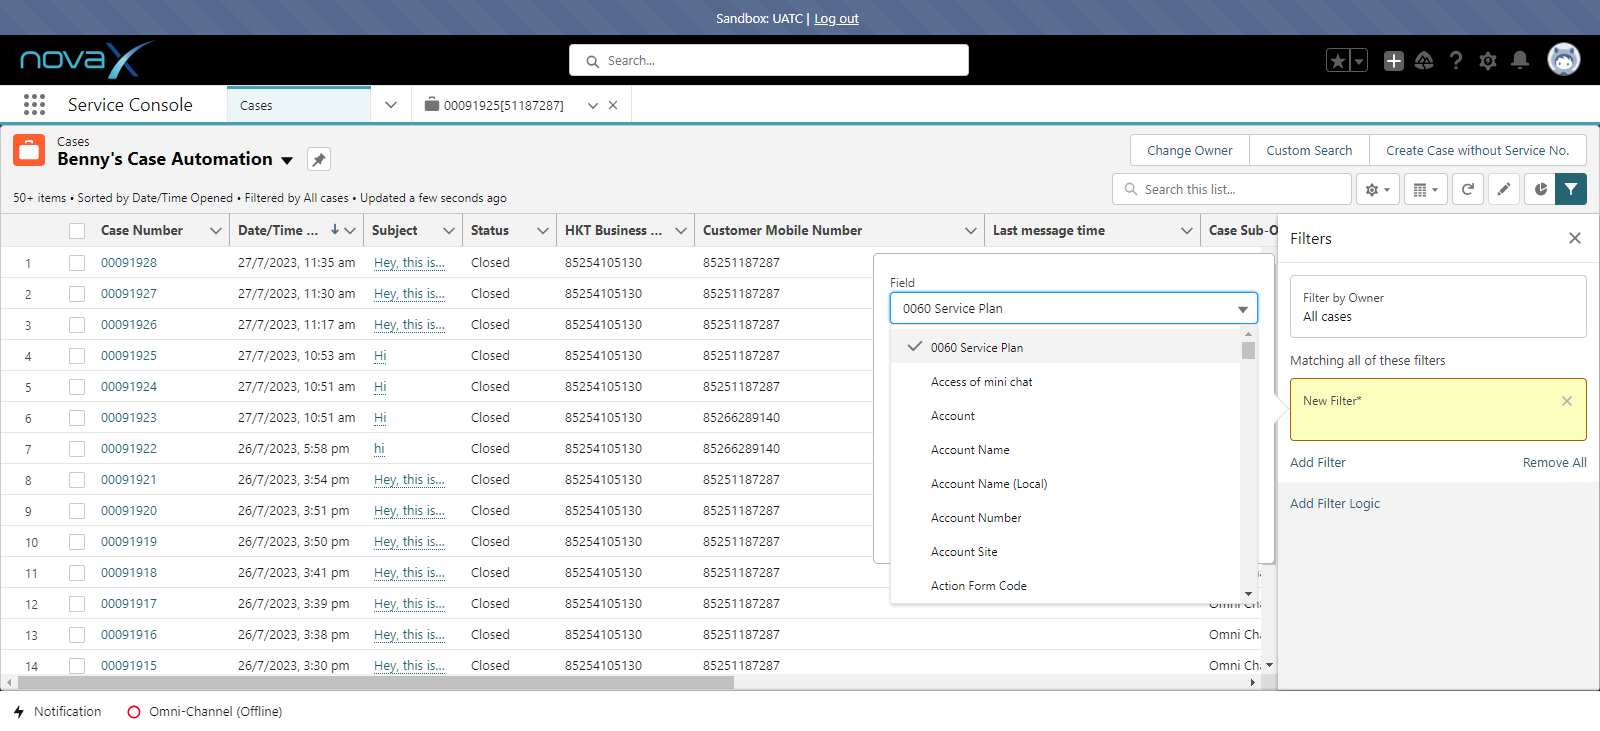 Sandbox: UATC | Log out
novaX
Search...
Service Console
Cases
00091925[51187287]
Cases
Benny's Case Automation
Change Owner
Custom Search
Create Case without Service No.
50+ items • Sorted by Date/Time Opened • Filtered by All cases • Updated a few seconds ago
Search this list...
Case Number Date/Time ... Subject Status HKT Business ... Customer Mobile Number Last message time Case Sub-O
1 00091928 27/7/2023, 11:35 am Hey, this is... Closed 85254105130 85251187287
2 00091927 27/7/2023, 11:30 am Hey, this is... Closed 85254105130 85251187287
3 00091926 27/7/2023, 11:17 am Hey, this is... Closed 85254105130 85251187287
4 00091925 27/7/2023, 10:53 am Hi Closed 85254105130 85251187287
5 00091924 27/7/2023, 10:51 am Hi Closed 85254105130 85251187287
6 00091923 27/7/2023, 10:51 am Hi Closed 85254105130 85266289140
7 00091922 26/7/2023, 5:58 pm hi Closed 85254105130 85266289140
8 00091921 26/7/2023, 3:54 pm Hey, this is... Closed 85254105130 85251187287
9 00091920 26/7/2023, 3:51 pm Hey, this is... Closed 85254105130 85251187287
10 00091919 26/7/2023, 3:50 pm Hey, this is... Closed 85254105130 85251187287
11 00091918 26/7/2023, 3:41 pm Hey, this is... Closed 85254105130 85251187287
12 00091917 26/7/2023, 3:39 pm Hey, this is... Closed 85254105130 85251187287 Omni Cha
13 00091916 26/7/2023, 3:38 pm Hey, this is... Closed 85254105130 85251187287 Omni Cha
14 00091915 26/7/2023, 3:30 pm Hey, this is... Closed 85254105130 85251187287 Omni Cha
Field
0060 Service Plan
0060 Service Plan
Access of mini chat
Account
Account Name
Account Name (Local)
Account Number
Account Site
Action Form Code
Filters
Filter by Owner
All cases
Matching all of these filters
New Filter*
Add Filter
Remove All
Add Filter Logic
Notification
Omni-Channel (Offline)